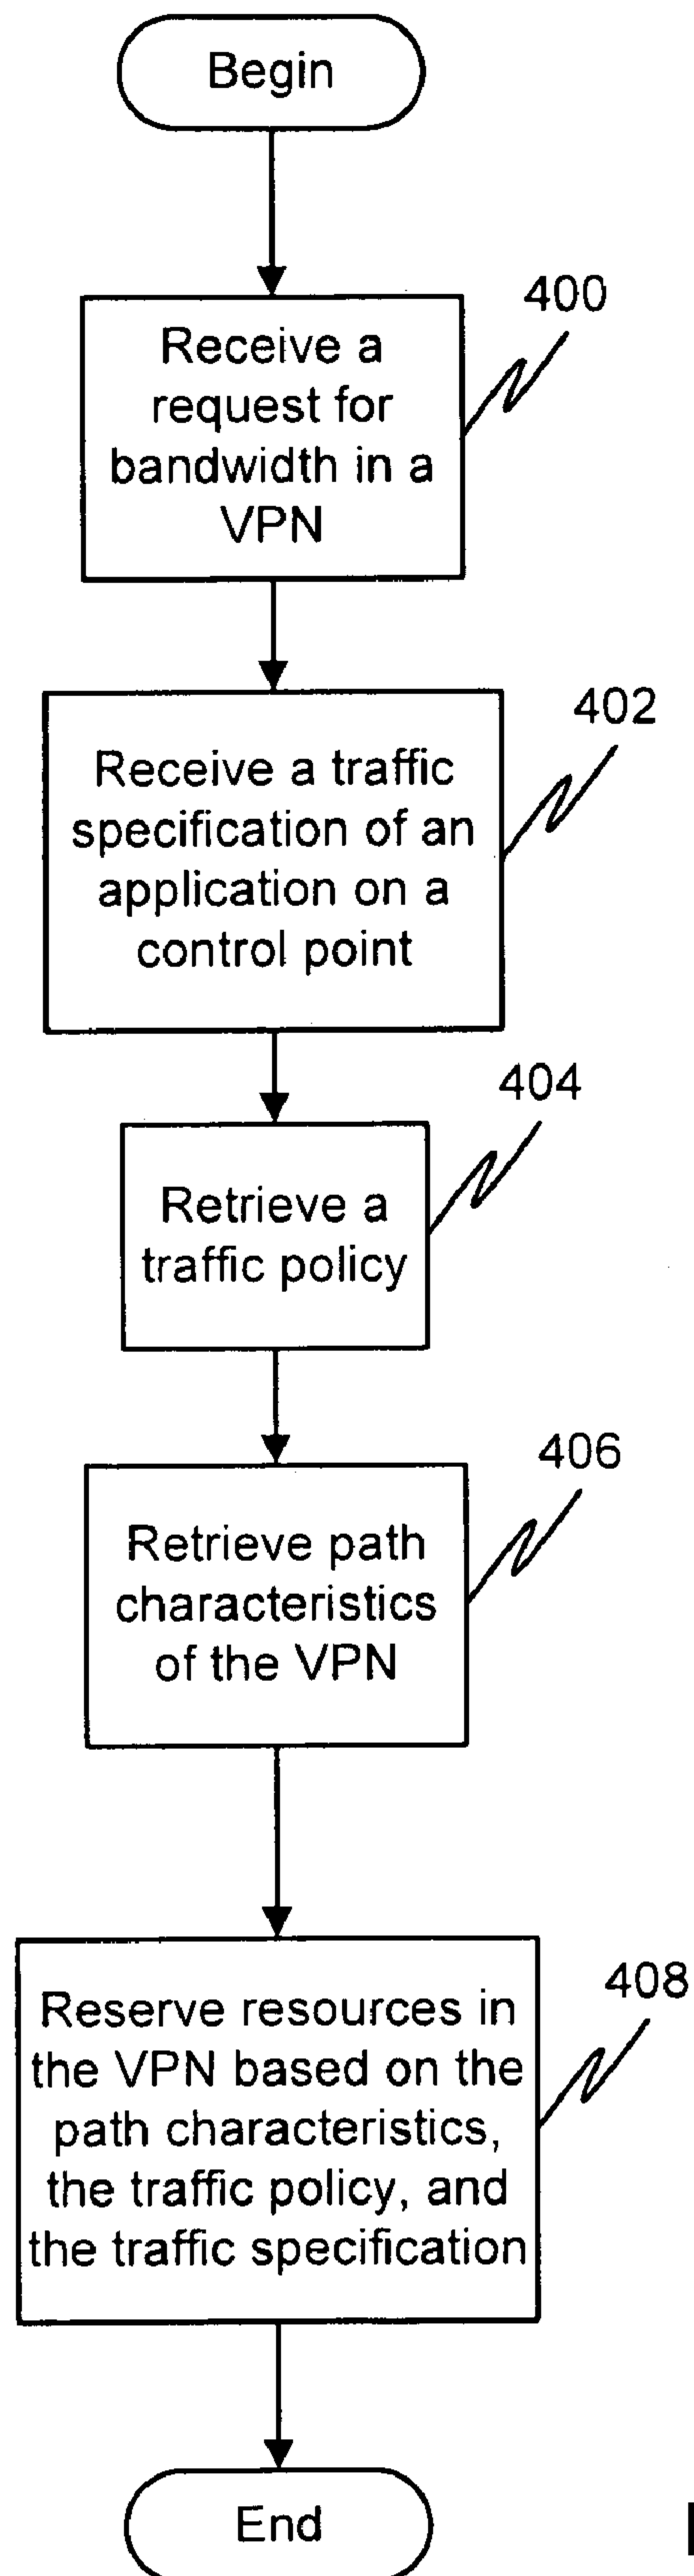 Begin
400
Receive a
request for
bandwidth in a
VPN
402
Receive a traffic
specification of an
application on a
control point
404
Retrieve a
traffic policy
406
Retrieve path
characteristics
of the VPN
408
Reserve resources in
the VPN based on the
path characteristics,
the traffic policy, and
the traffic specification
End